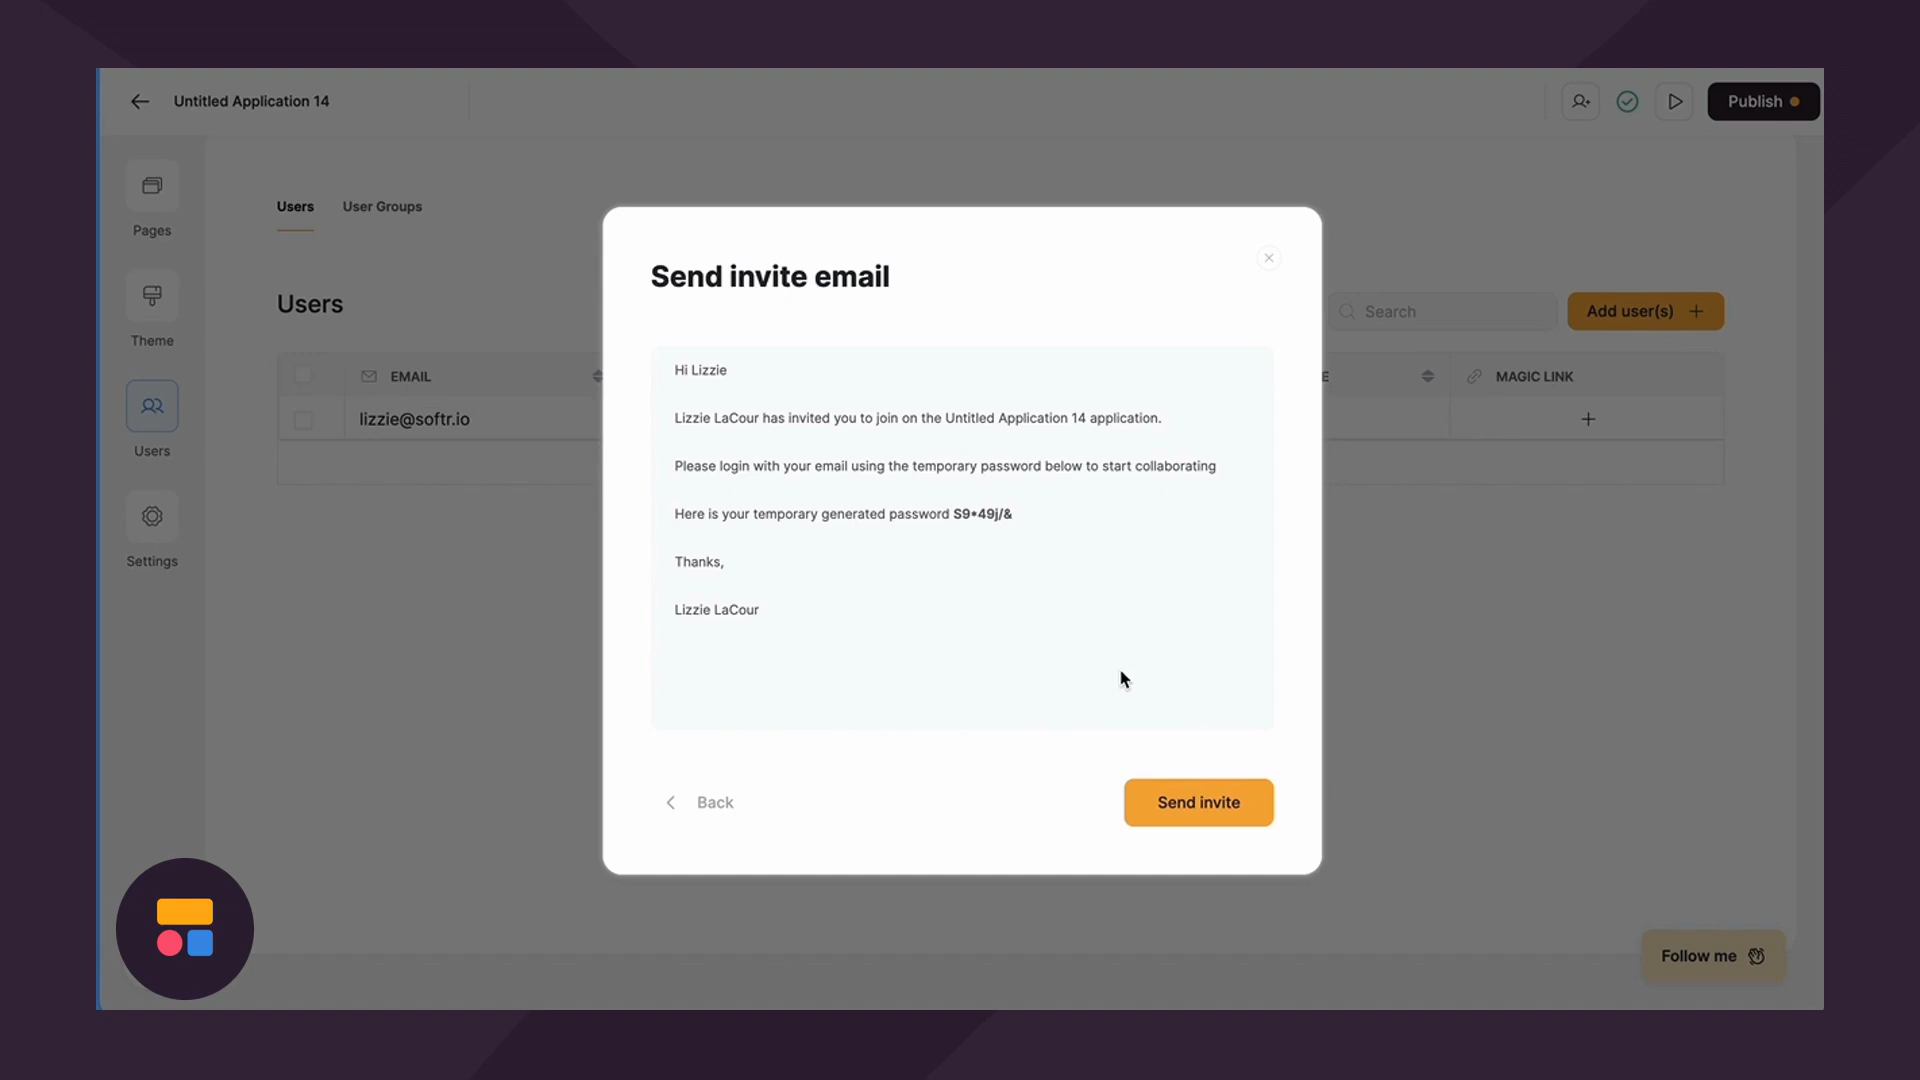 Untitled Application 14
Publish
Pages
Theme
Users
Settings
Users User Groups
Users
Search
Add user(s)
EMAIL
E
MAGIC LINK
lizzie@softr.io
Send invite email
Hi Lizzie
Lizzie LaCour has invited you to join on the Untitled Application 14 application.
Please login with your email using the temporary password below to start collaborating
Here is your temporary generated password S9*49j/&
Thanks,
Lizzie LaCour
Back
Send invite
Follow me